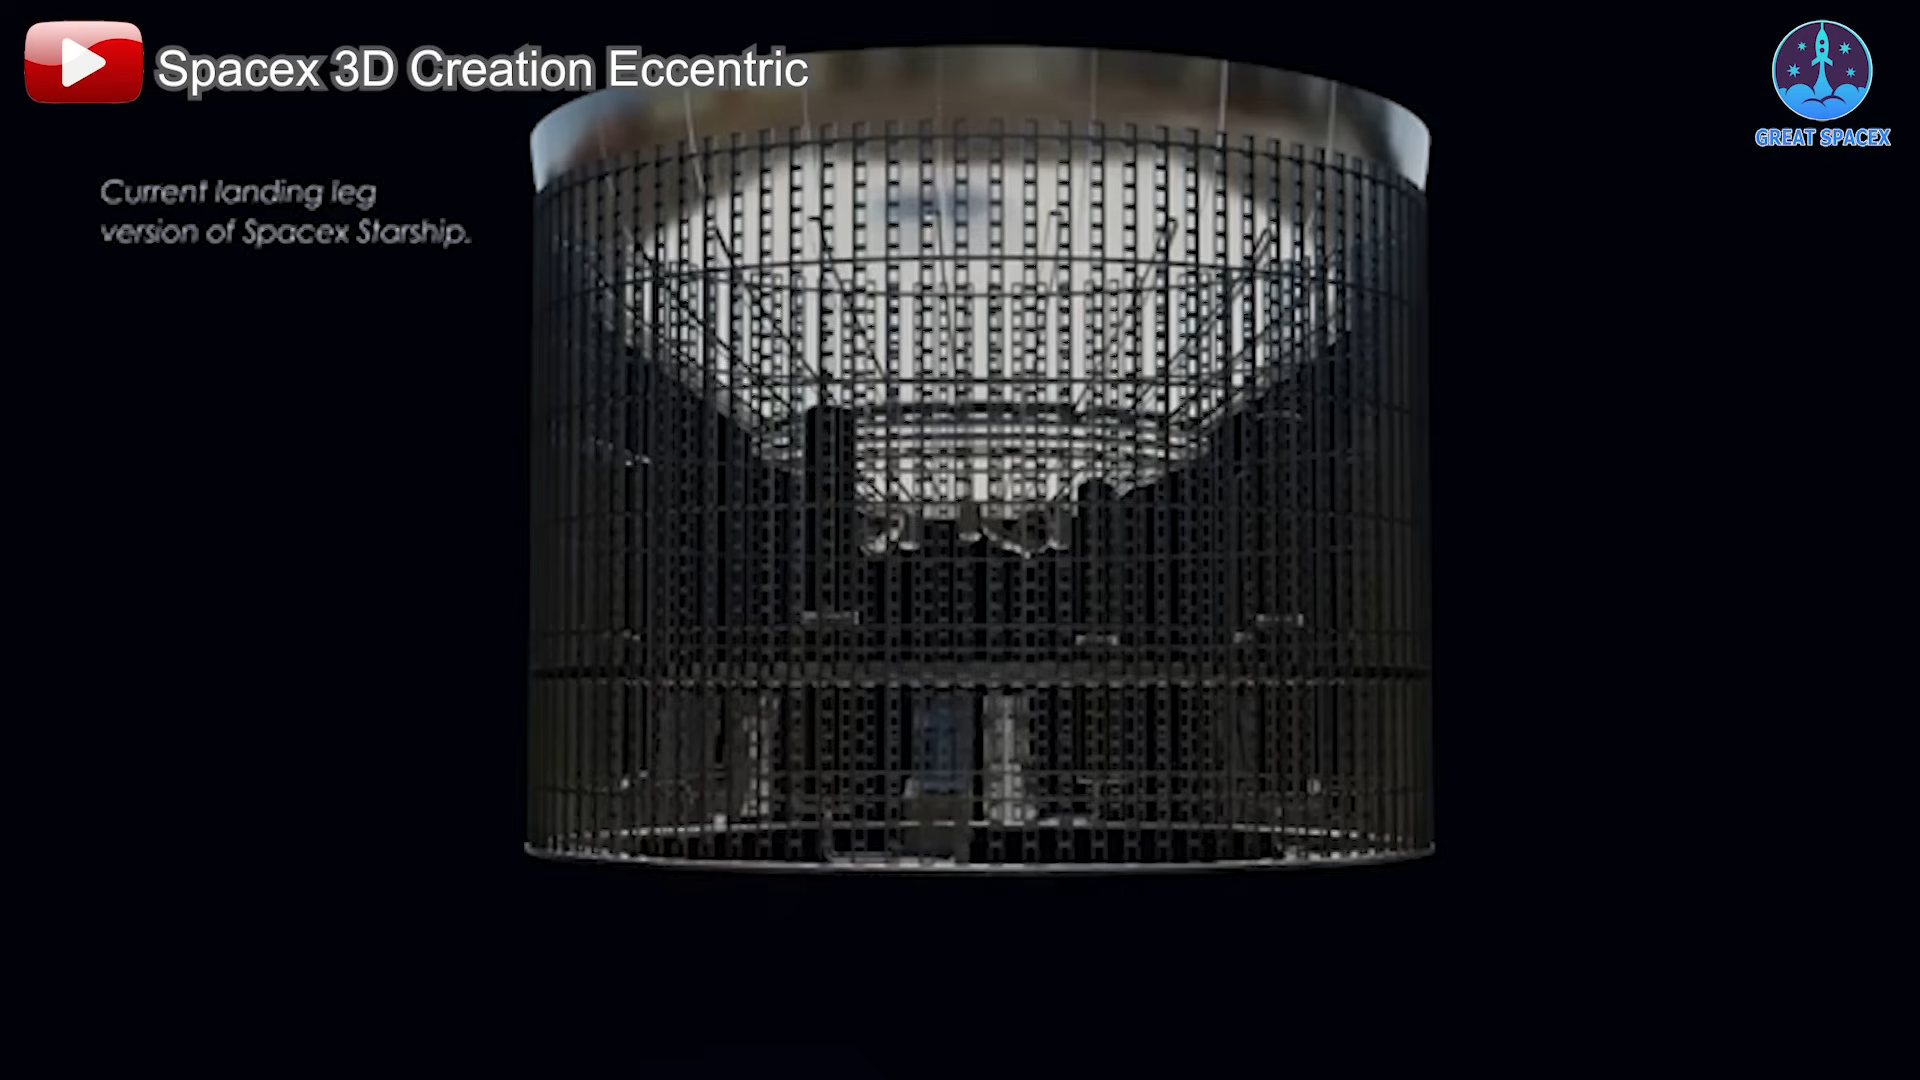 Spacex 3D Creation Eccentric
GREAT SPACEX
Current landing leg
version of Spacex Starship.